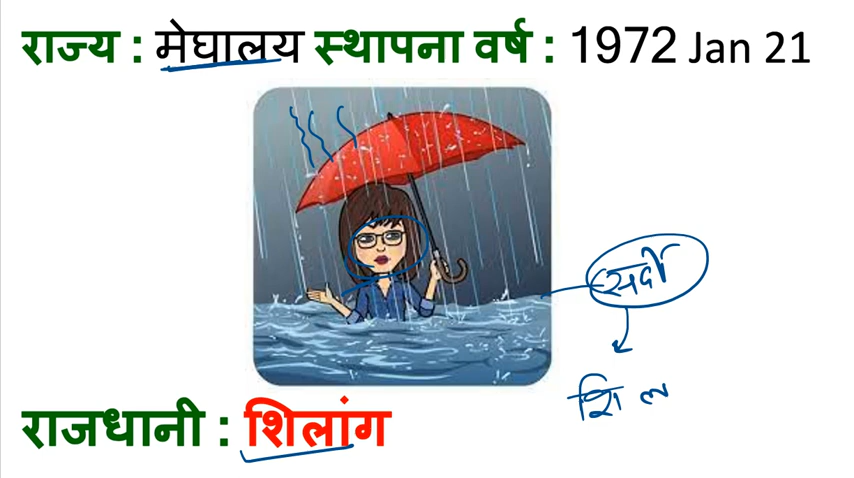 राज्य : मेघालय स्थापना वर्ष : 1972 Jan 21
सर्दी
शि ल
राजधानी : शिलांग